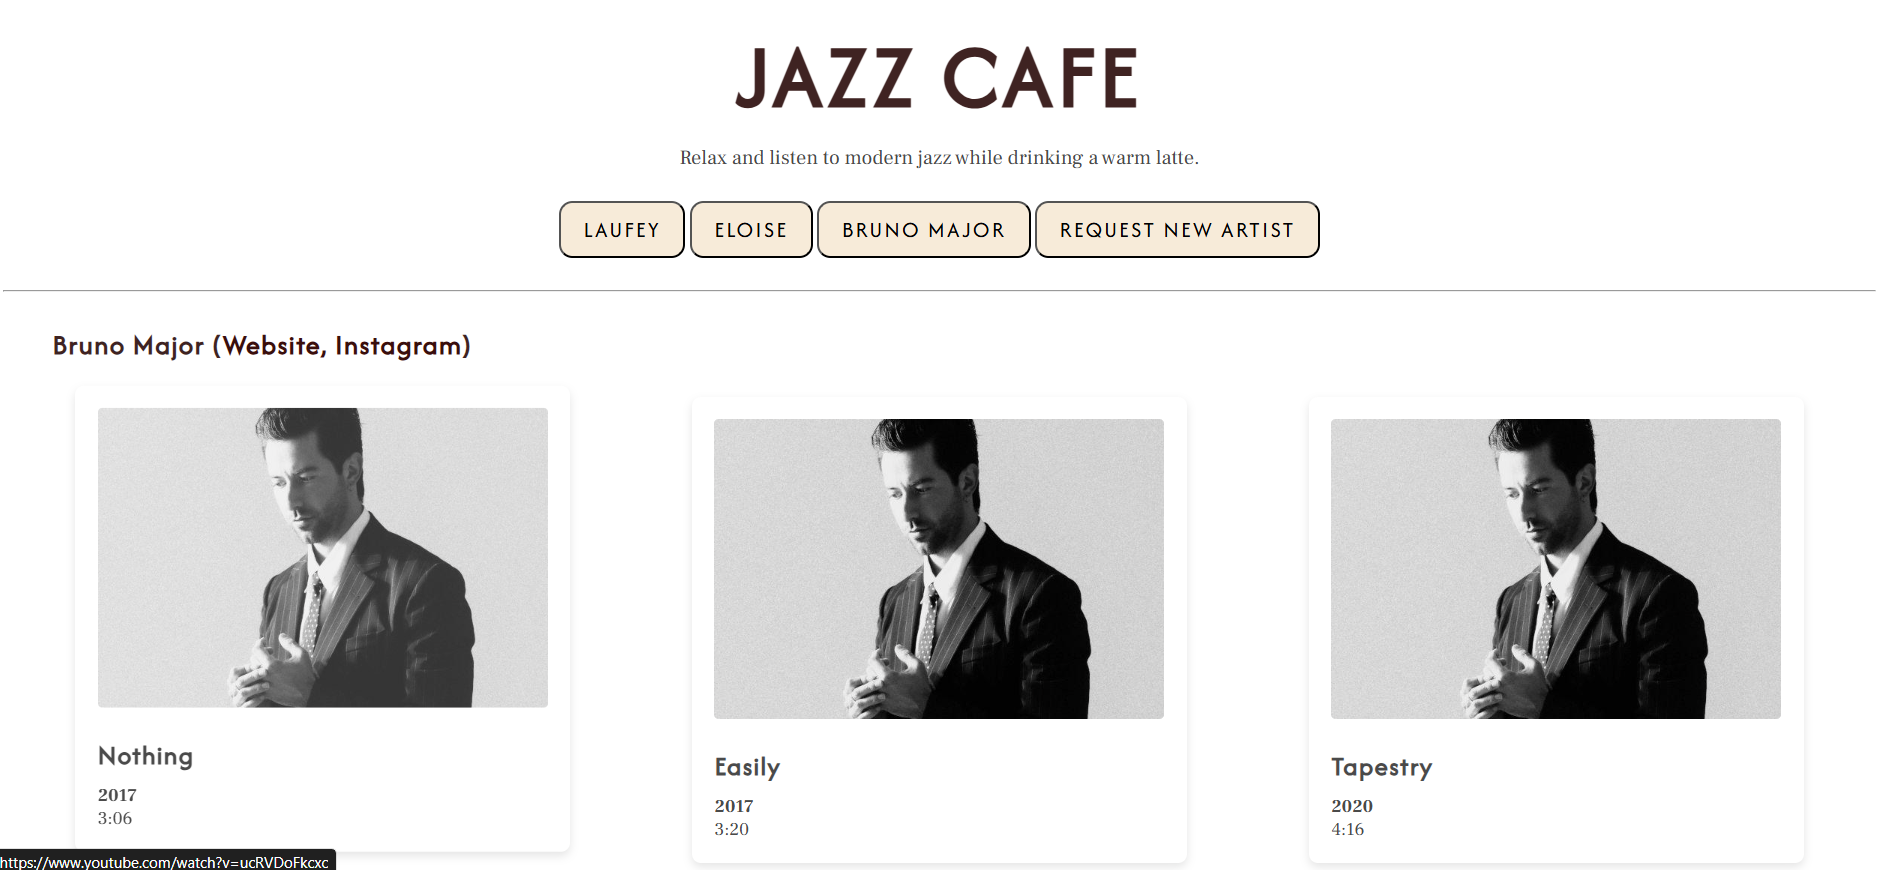 JAZZ CAFE
Relax and listen to modern jazz while drinking a warm latte.
LAUFEY ELOISE BRUNO MAJOR REQUEST NEW ARTIST
Bruno Major (Website, Instagram)
Nothing
2017
3:06
Easily
2017
3:20
Tapestry
2020
4:16
https://www.youtube.com/watch?v=ucRVDoFkcxc